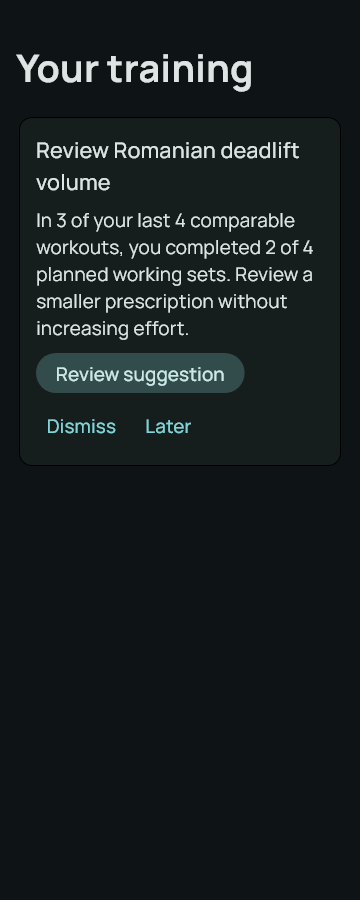 Your training
Review Romanian deadlift
volume
In 3 of your last 4 comparable
workouts, you completed 2 of 4
planned working sets. Review a
smaller prescription without
increasing effort.
Review suggestion
Dismiss Later